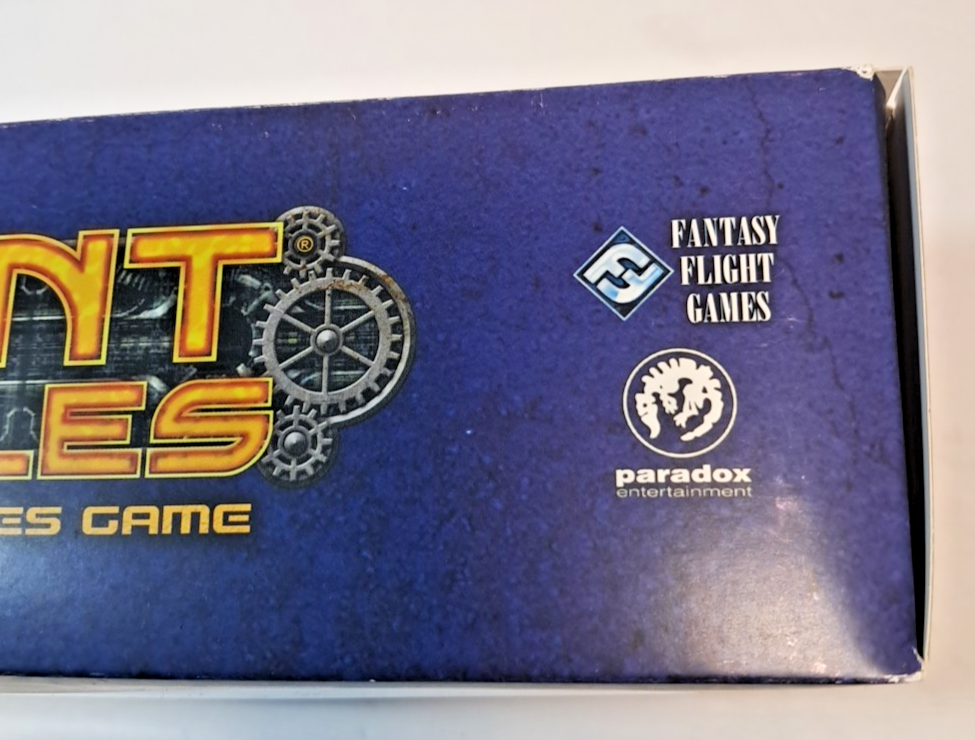 NT®
LES
ES GAME
FANTASY
FLIGHT
GAMES
paradox
entertainment